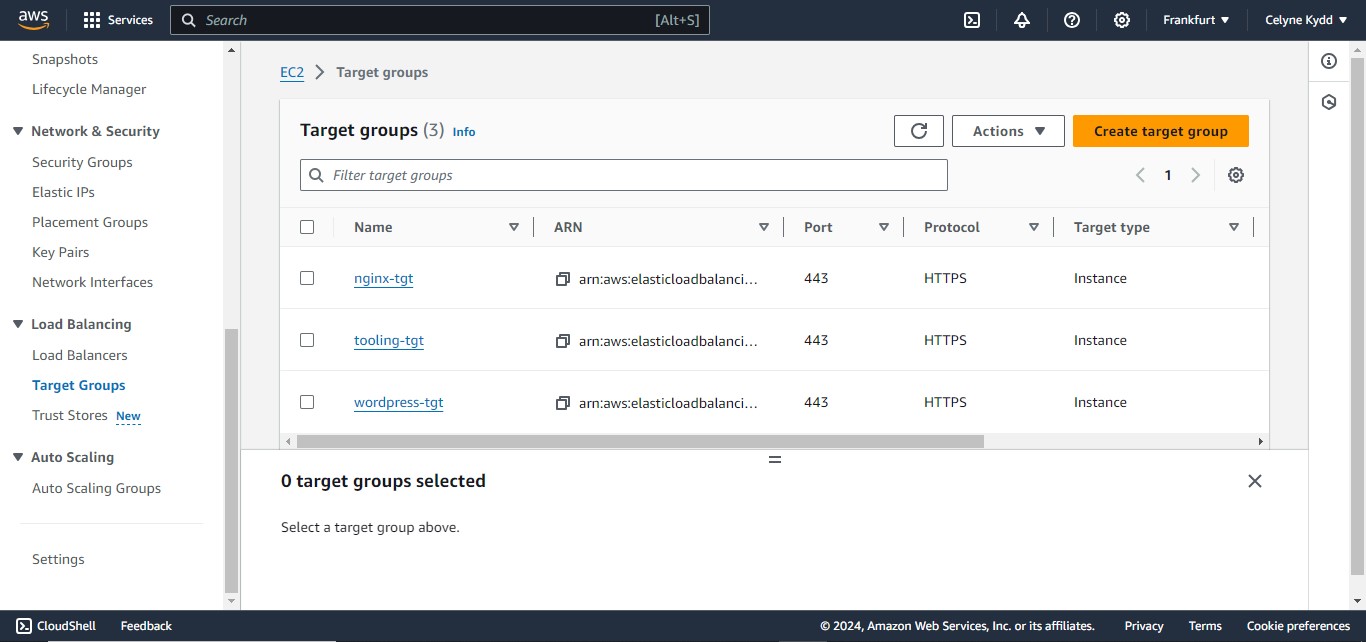 aws
Services
Search [Alt+S]
Frankfurt
Celyne Kydd
Snapshots
Lifecycle Manager
Network & Security
Security Groups
Elastic IPs
Placement Groups
Key Pairs
Network Interfaces
Load Balancing
Load Balancers
Target Groups
Trust Stores New
Auto Scaling
Auto Scaling Groups
Settings
EC2 Target groups
Target groups (3) Info
Actions
Create target group
Filter target groups
1
Name ARN Port Protocol Target type
nginx-tgt arn:aws:elasticloadbalanci... 443 HTTPS Instance
tooling-tgt arn:aws:elasticloadbalanci... 443 HTTPS Instance
wordpress-tgt arn:aws:elasticloadbalanci... 443 HTTPS Instance
0 target groups selected
Select a target group above.
CloudShell Feedback © 2024, Amazon Web Services, Inc. or its affiliates. Privacy Terms Cookie preferences